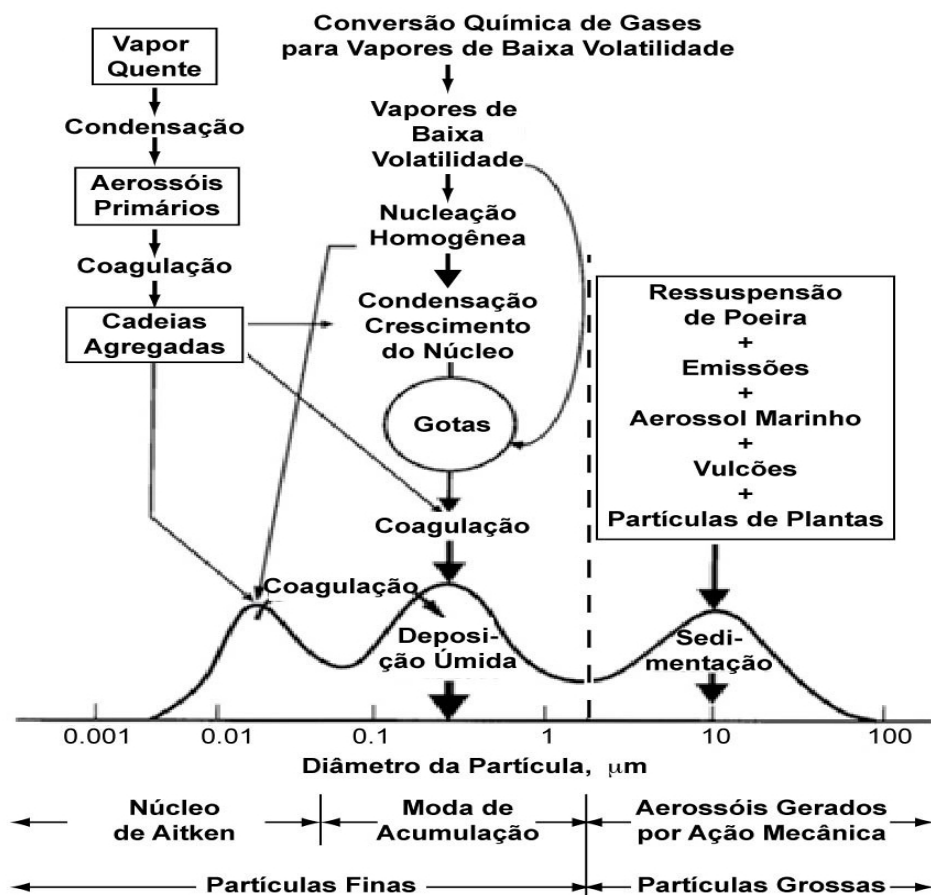 Vapor
Quente
Condensação
Aerossóis
Primários
Coagulação
Cadeias
Agregadas
Conversão Química de Gases
para Vapores de Baixa Volatilidade
Vapores de
Baixa
Volatilidade
Nucleação
Homogênea
Condensação
Crescimento
do Núcleo
Gotas
Coagulação
Ressuspensão
de Poeira
+
Emissões
+
Aerossol Marinho
+
Vulcões
+
Partículas de Plantas
Coagulação
Deposi-
ção Úmida
Sedi-
mentação
0.001 0.01 0.1 1 10 100
Diâmetro da Partícula, μm
Núcleo
de Aitken
Moda de
Acumulação
Aerossóis Gerados
por Ação Mecânica
Partículas Finas
Partículas Grossas